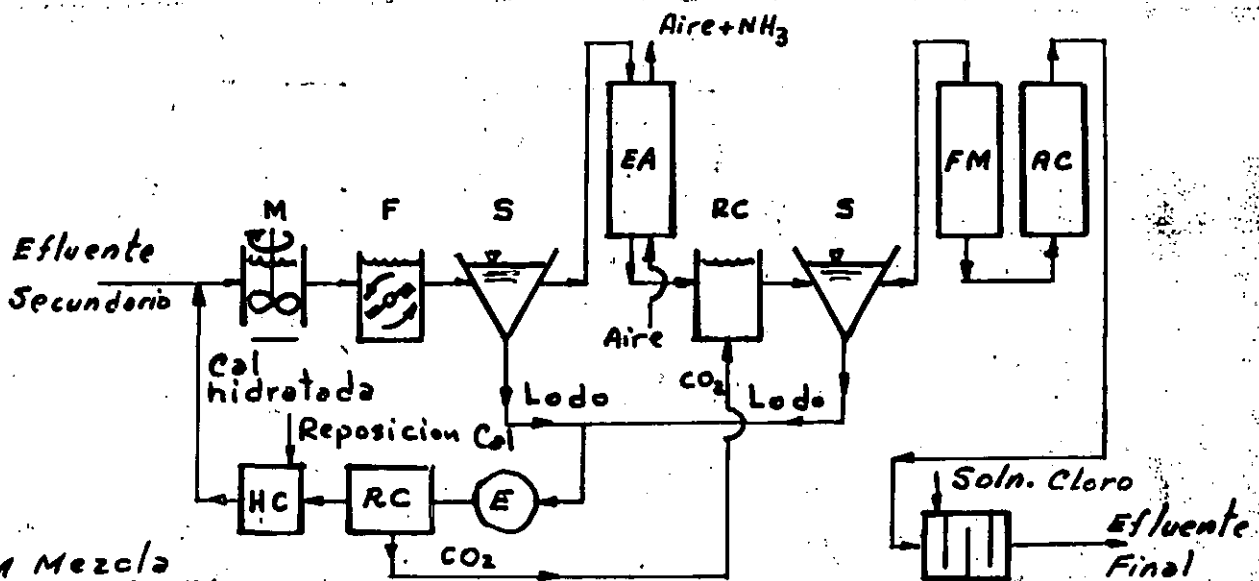 Aire+NH3
EA
FM
AC
M
F
S
RC
S
Efluente
Secundario
Aire
Cal
hidratada
CO2
Lodo
Lodo
Reposicion Cal
HC
RC
E
Soln. Cloro
Efluente
Final
CO2
M Mezcla